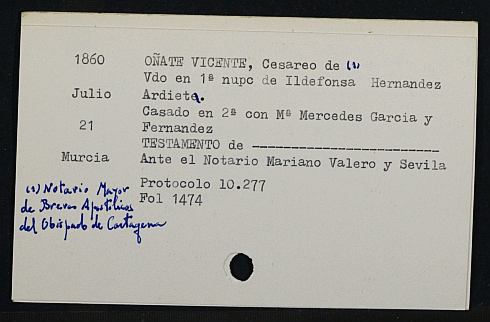 1860 OÑATE VICENTE, Cesareo de (1)
Vdo en 1ª nupc de Ildefonsa Hernandez
Julio Ardieta.
Casado en 2ª con Mª Mercedes Garcia y
21 Fernandez
TESTAMENTO de --------------------------
Murcia Ante el Notario Mariano Valero y Sevila
Protocolo 10.277
Fol 1474
(1) Notario Mayor
de Breves Apostólicos
del Obispado de Cartagena